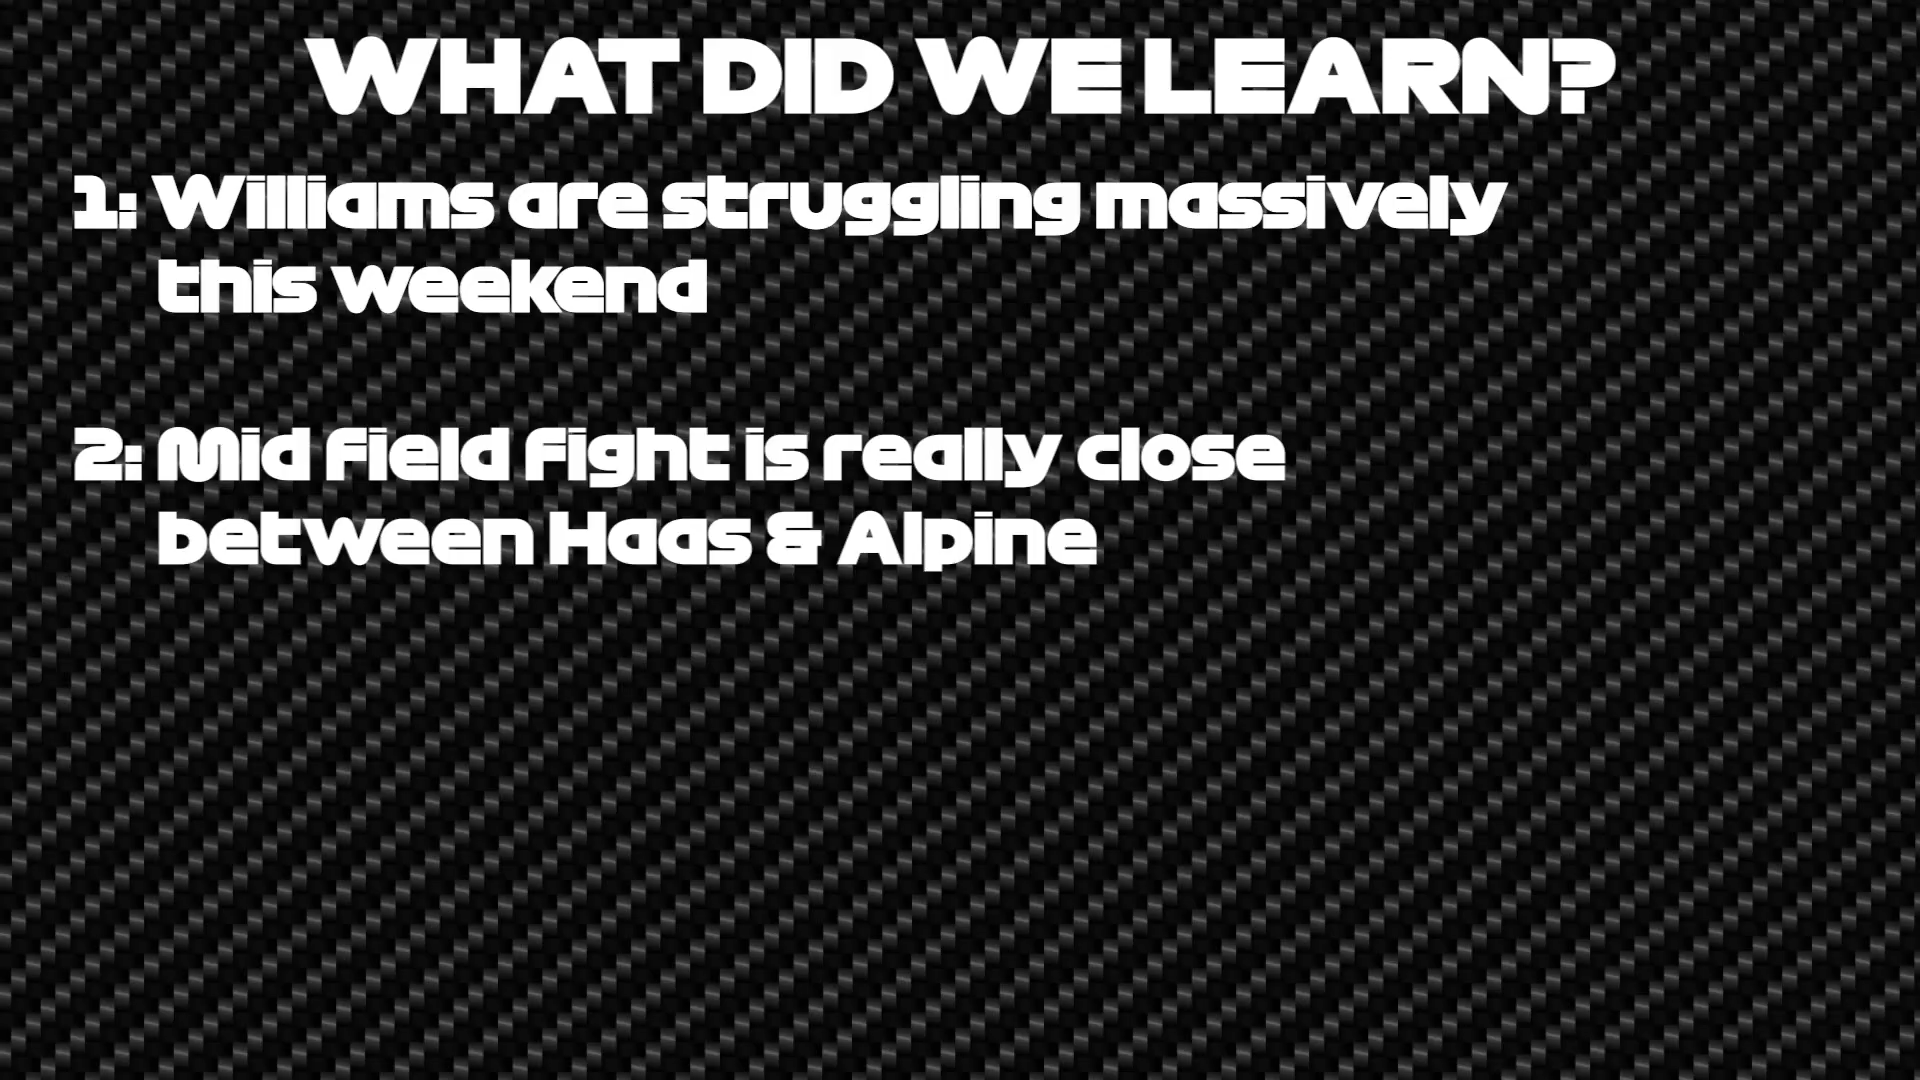 WHAT DID WE LEARN?
1: Williams are struggling massively
this weekend
2: Mid field fight is really close
between Haas & Alpine